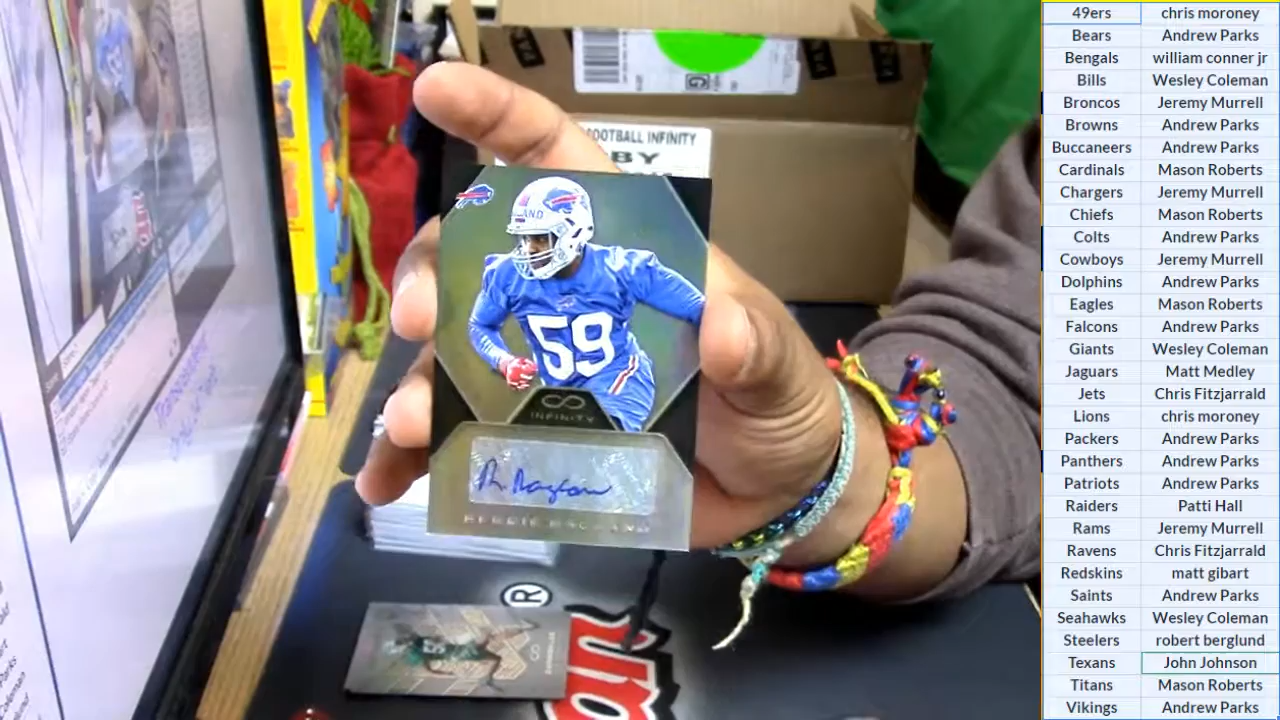 FOOTBALL INFINITY
BY
59
INFINITY
49ers chris moroney
Bears Andrew Parks
Bengals william conner jr
Bills Wesley Coleman
Broncos Jeremy Murrell
Browns Andrew Parks
Buccaneers Andrew Parks
Cardinals Mason Roberts
Chargers Jeremy Murrell
Chiefs Mason Roberts
Colts Andrew Parks
Cowboys Jeremy Murrell
Dolphins Andrew Parks
Eagles Mason Roberts
Falcons Andrew Parks
Giants Wesley Coleman
Jaguars Matt Medley
Jets Chris Fitzjarrald
Lions chris moroney
Packers Andrew Parks
Panthers Andrew Parks
Patriots Andrew Parks
Raiders Patti Hall
Rams Jeremy Murrell
Ravens Chris Fitzjarrald
Redskins matt gibart
Saints Andrew Parks
Seahawks Wesley Coleman
Steelers robert berglund
Texans John Johnson
Titans Mason Roberts
Vikings Andrew Parks